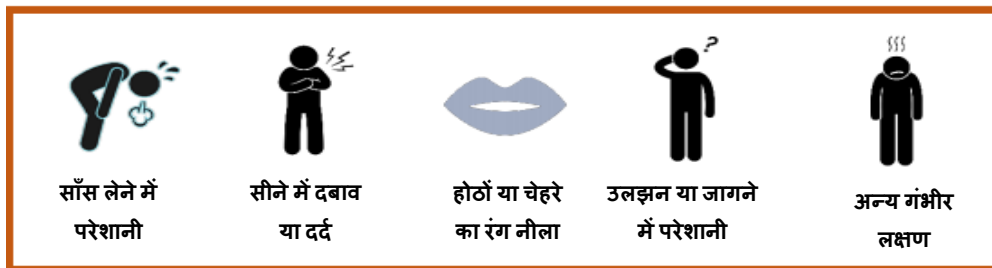 साँस लेने में
परेशानी
सीने में दबाव
या दर्द
होठों या चेहरे
का रंग नीला
?
उलझन या जागने
में परेशानी
अन्य गंभीर
लक्षण